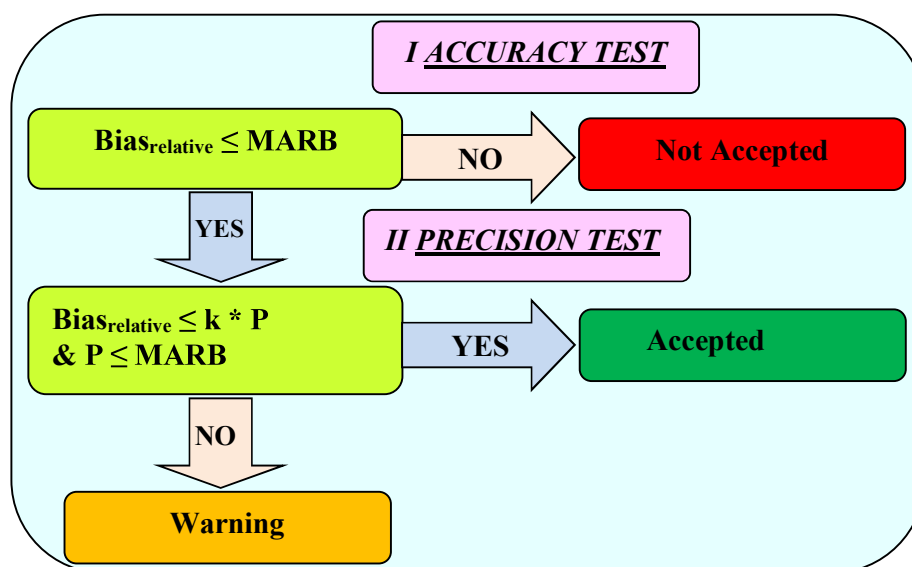 I ACCURACY TEST
Biasrelative ≤ MARB
NO
Not Accepted
YES
II PRECISION TEST
Biasrelative ≤ k * P
& P ≤ MARB
YES
Accepted
NO
Warning